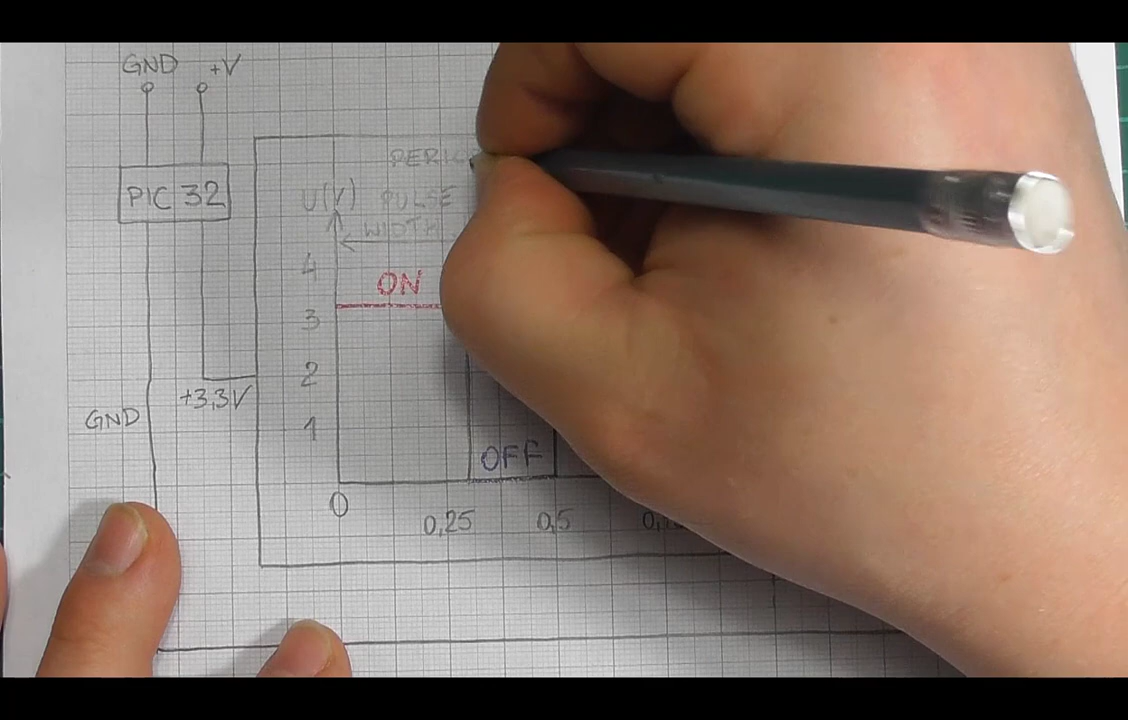 GND +V
PIC 32
U(V) PULSE
WIDTH
4
ON
3
2
+3,3V
GND
1
OFF
0
0,25
0,5